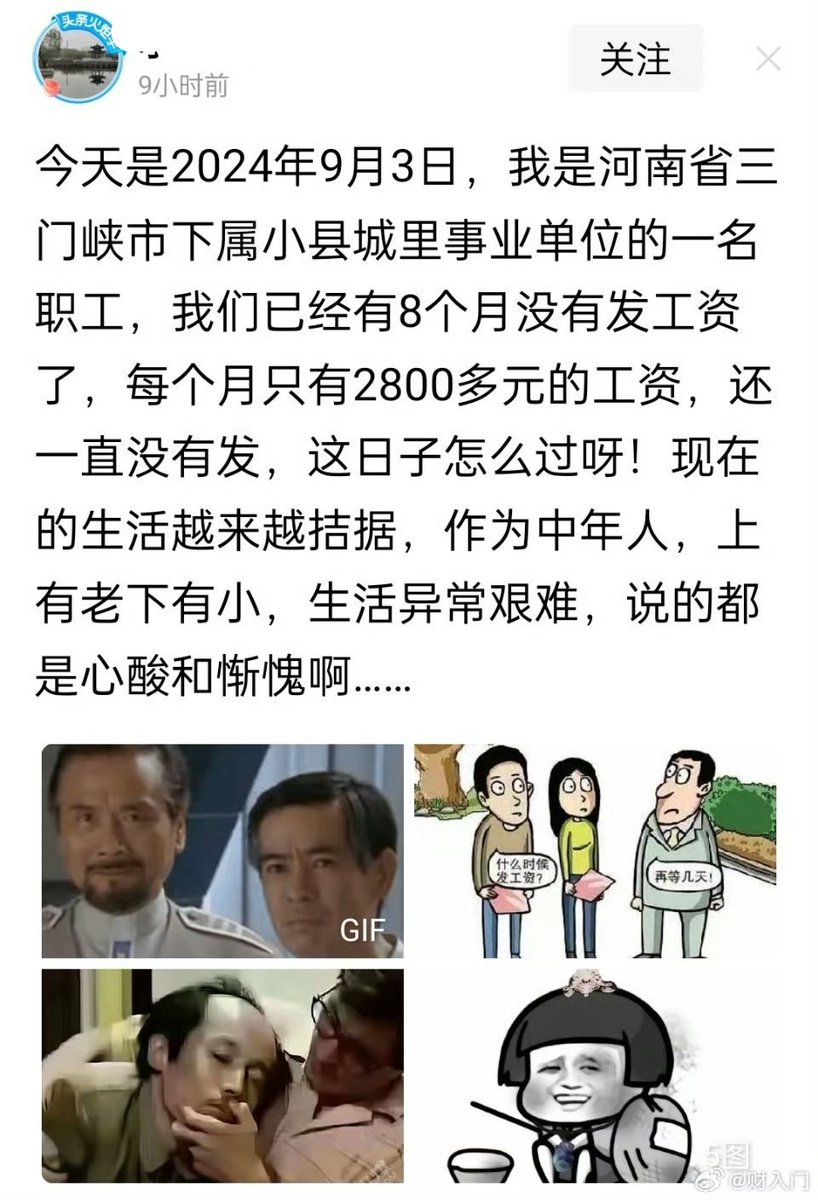 头条火炬
9小时前
关注
今天是2024年9月3日，我是河南省三
门峡市下属小县城里事业单位的一名
职工，我们已经有8个月没有发工资
了，每个月只有2800多元的工资，还
一直没有发，这日子怎么过呀！现在
的生活越来越拮据，作为中年人，上
有老下有小，生活异常艰难，说的都
是心酸和惭愧啊……
GIF
什么时候
发工资?
再等几天!
5图
@财入门